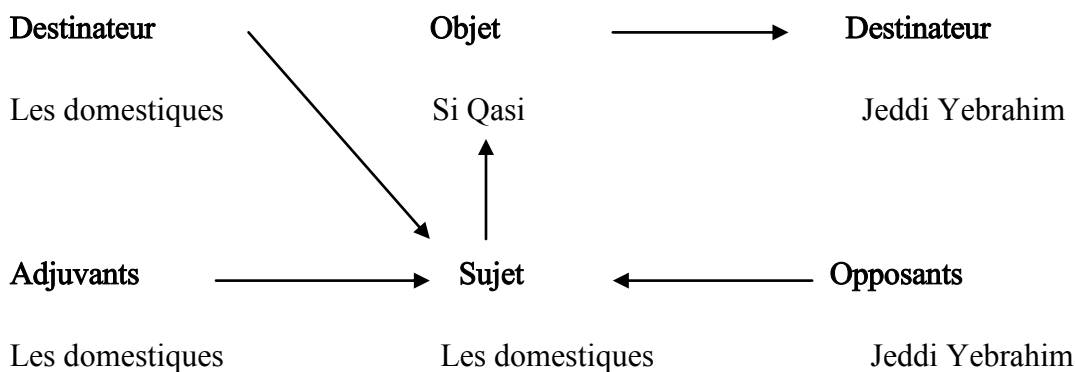 Destinateur Objet Destinateur
Les domestiques Si Qasi Jeddi Yebrahim
Adjuvants Sujet Opposants
Les domestiques Les domestiques Jeddi Yebrahim